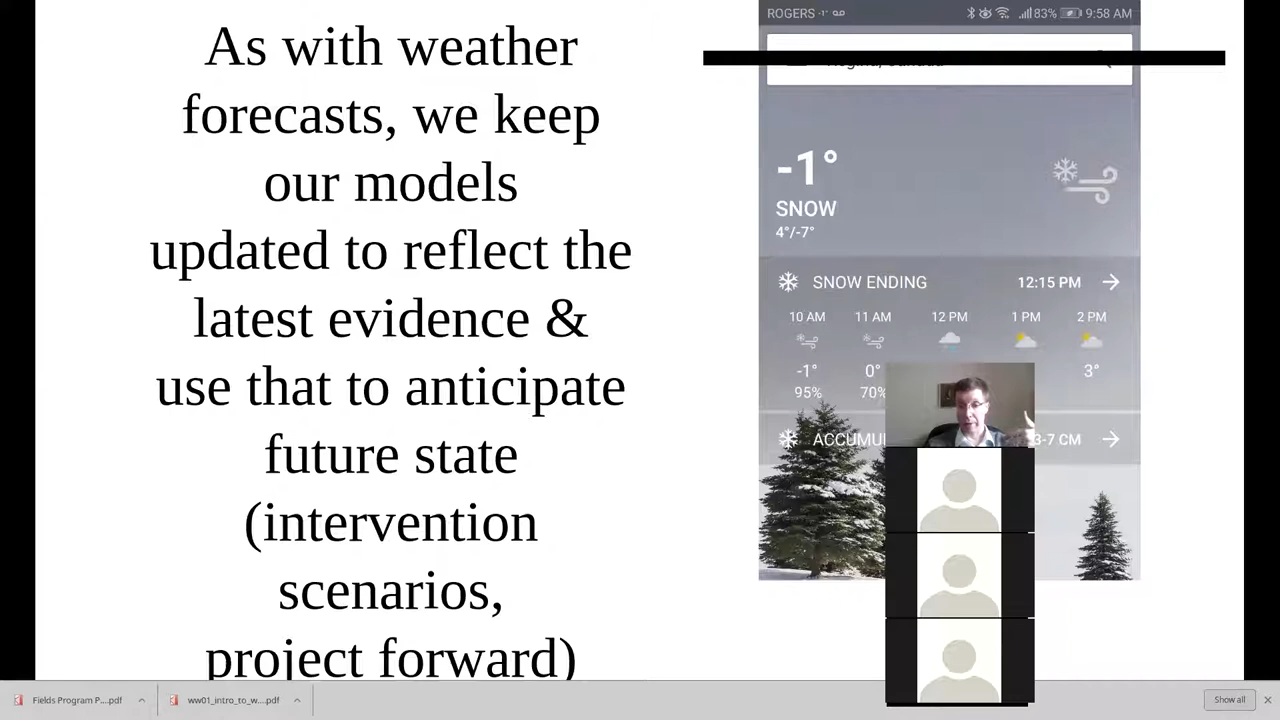 As with weather
forecasts, we keep
our models
updated to reflect the
latest evidence &
use that to anticipate
future state
(intervention
scenarios,
project forward)
ROGERS -1° 83% 9:58 AM
-1°
SNOW
4°/-7°
SNOW ENDING 12:15 PM
10 AM 11 AM 12 PM 1 PM 2 PM
-1° 0° 3°
95% 70%
3-7 CM
Fields Program P....pdf
ww01_intro_to_w....pdf
Show all